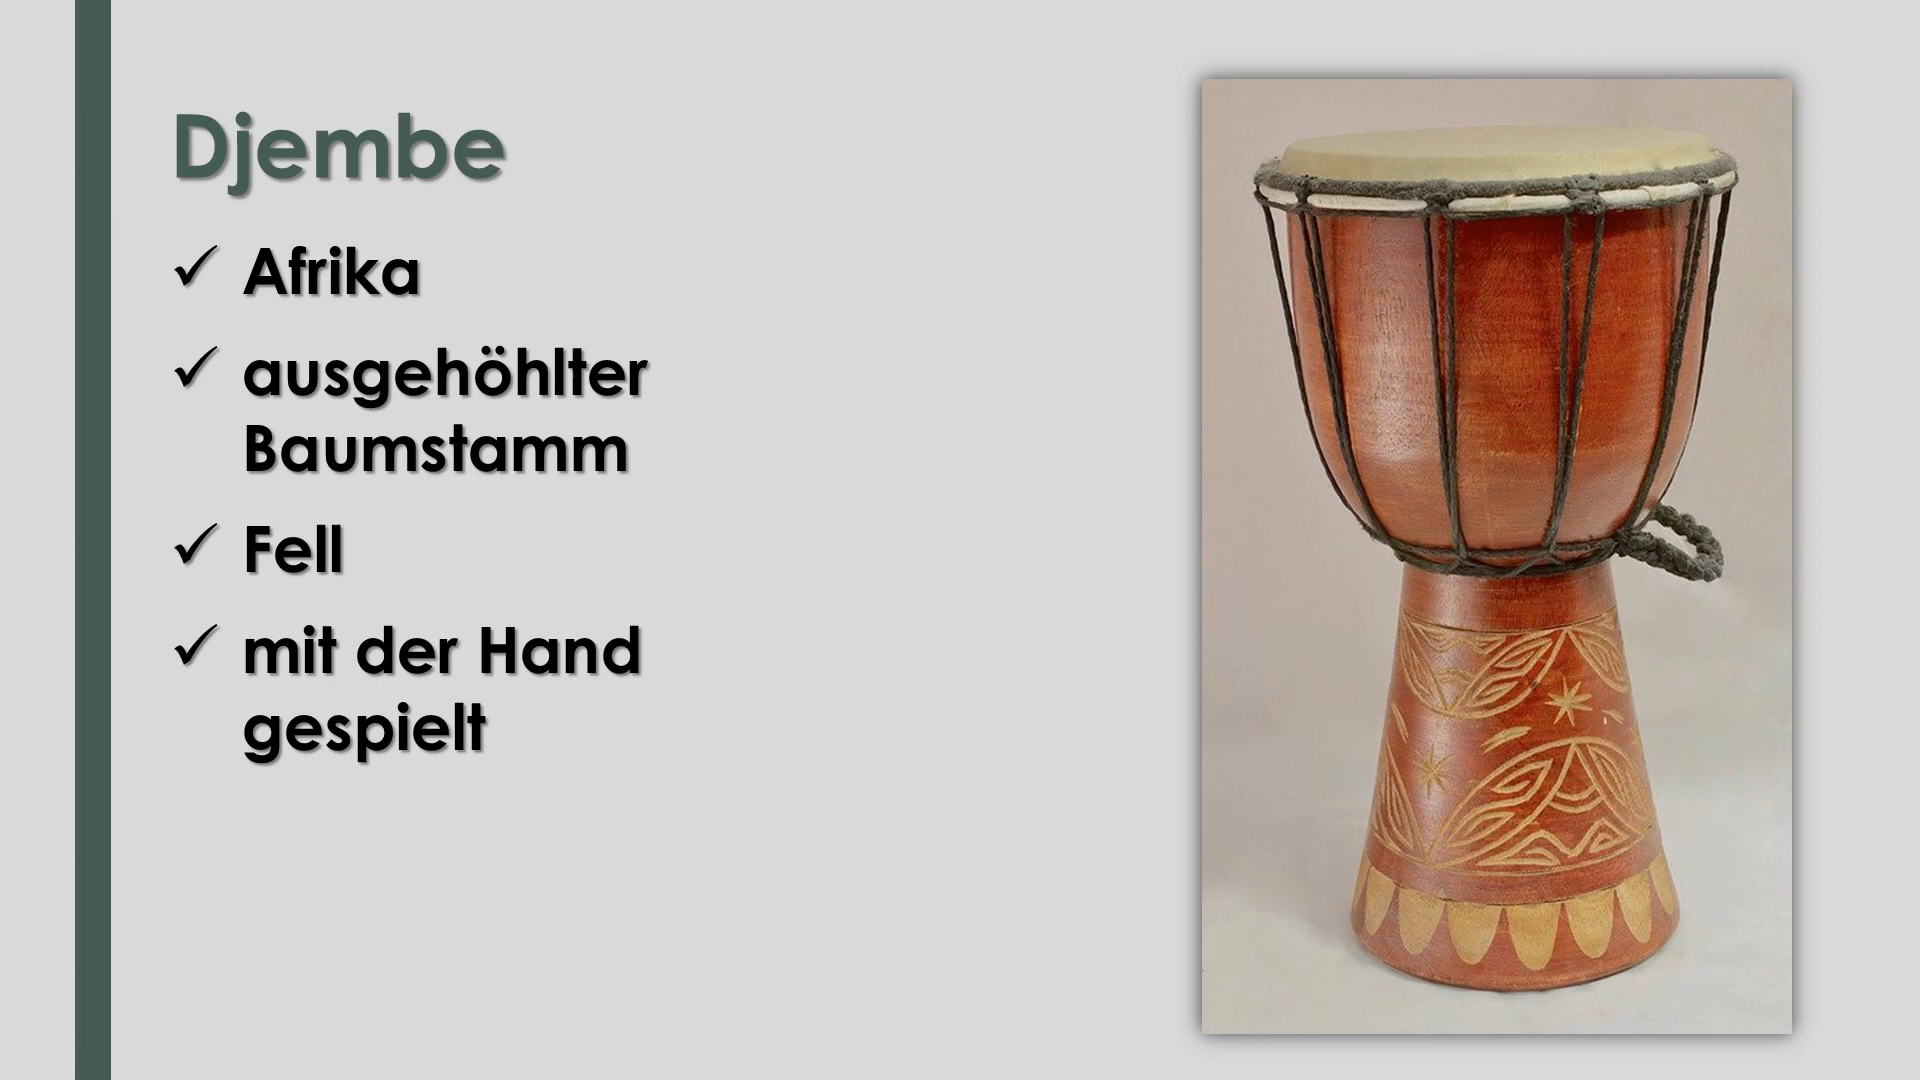 Djembe
✓ Afrika
✓ ausgehöhlter
Baumstamm
✓ Fell
✓ mit der Hand
gespielt